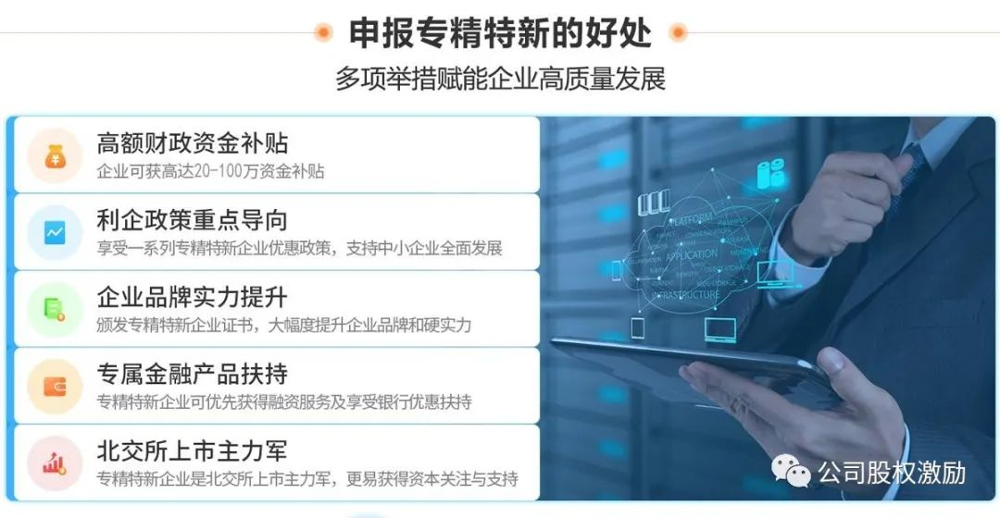 申报专精特新的好处
多项举措赋能企业高质量发展
高额财政资金补贴
企业可获高达20-100万资金补贴
利企政策重点导向
享受一系列专精特新企业优惠政策，支持中小企业全面发展
企业品牌实力提升
颁发专精特新企业证书，大幅度提升企业品牌和硬实力
专属金融产品扶持
专精特新企业可优先获得融资服务及享受银行优惠扶持
北交所上市主力军
专精特新企业是北交所上市主力军，更易获得资本关注与支持
PLATFORM
Research
APPLICATION
INFRASTRUCTURE
公司股权激励